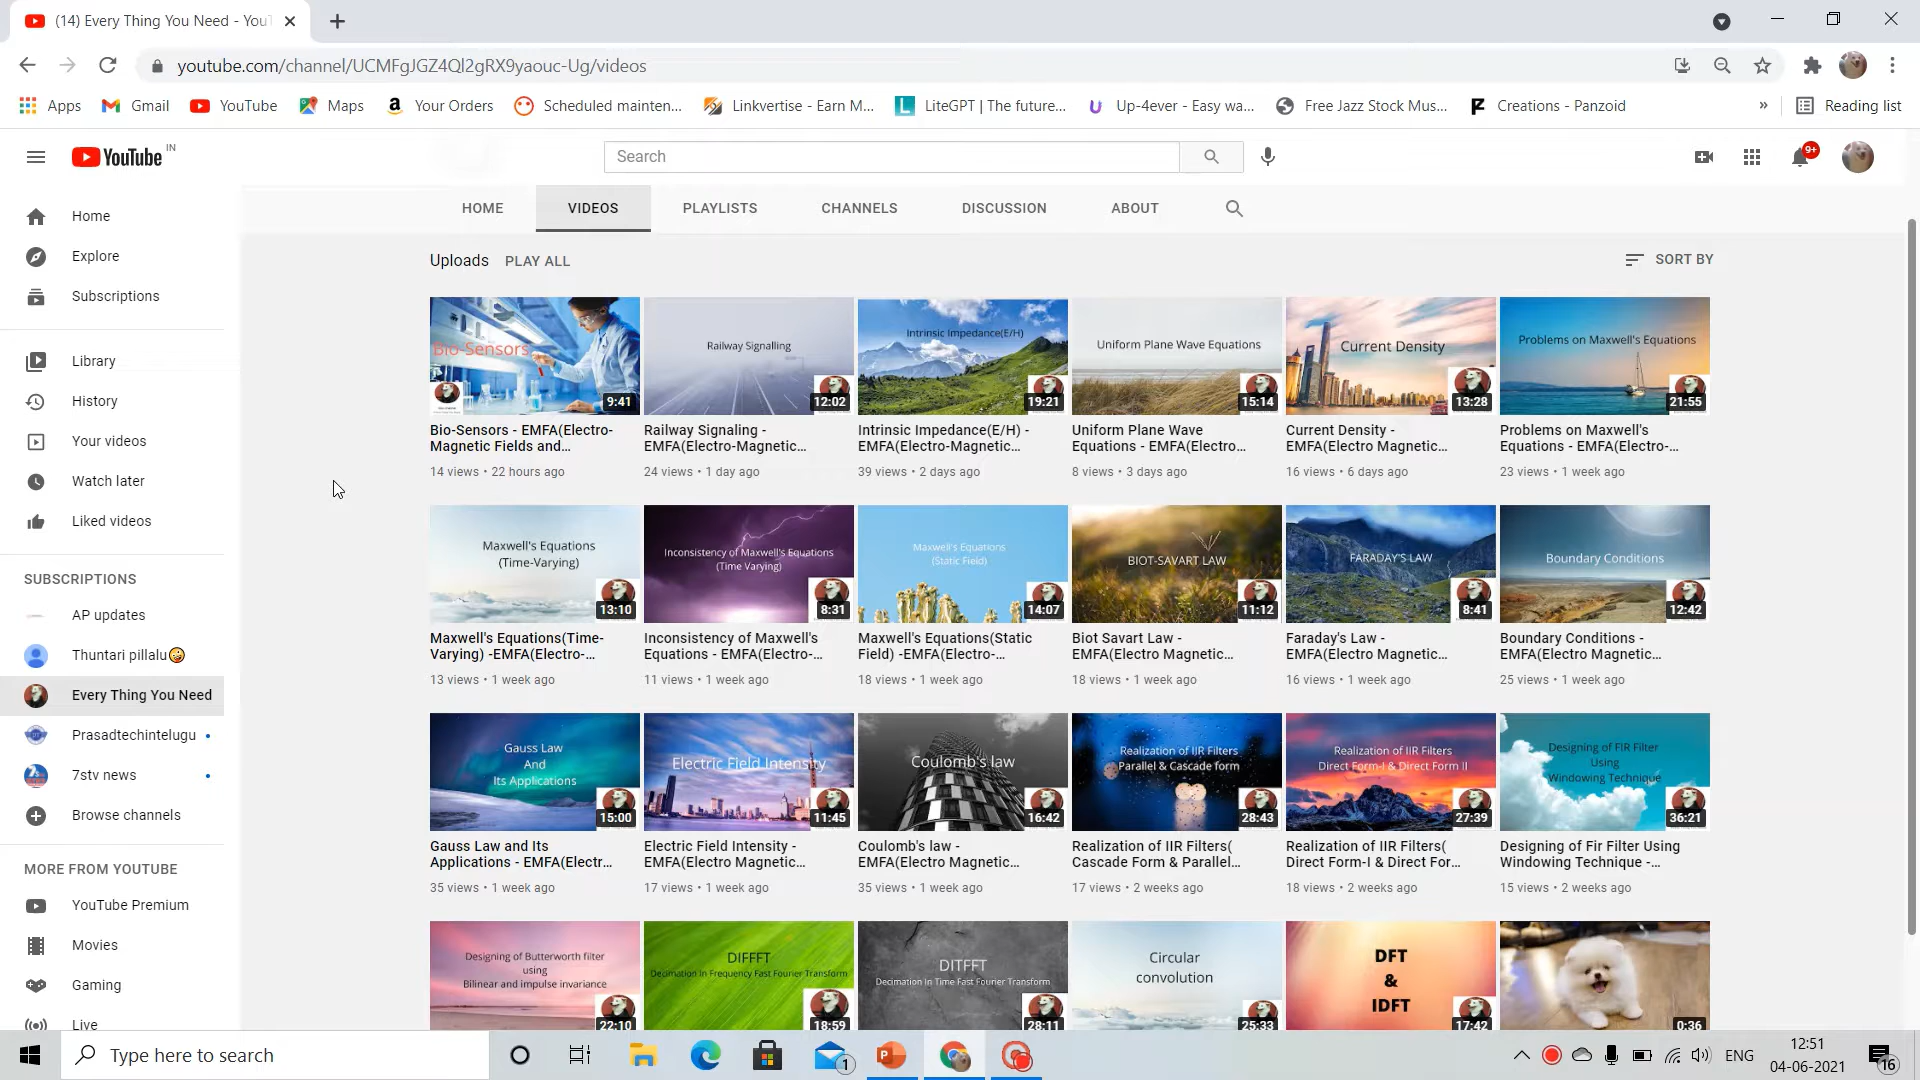 (14) Every Thing You Need - You
youtube.com/channel/UCMFgJGZ4Ql2gRX9yaouc-Ug/videos
Apps Gmail YouTube Maps Your Orders Scheduled mainten... Linkvertise - Earn M... LiteGPT | The future... Up-4ever - Easy wa... Free Jazz Stock Mus... Creations - Panzoid » Reading list
YouTube IN
Search
9+
HOME VIDEOS PLAYLISTS CHANNELS DISCUSSION ABOUT
Home
Explore
Subscriptions
Library
History
Your videos
Watch later
Liked videos
SUBSCRIPTIONS
AP updates
Thuntari pillalu🤪
Every Thing You Need
Prasadtechintelugu
7stv news
Browse channels
MORE FROM YOUTUBE
YouTube Premium
Movies
Gaming
Live
Uploads PLAY ALL SORT BY
Bio-Sensors
9:41
Railway Signalling
12:02
Intrinsic Impedance(E/H)
19:21
Uniform Plane Wave Equations
15:14
Current Density
13:28
Problems on Maxwell's Equations
21:55
Bio-Sensors - EMFA(Electro-
Magnetic Fields and...
14 views • 22 hours ago
Railway Signaling -
EMFA(Electro-Magnetic...
24 views • 1 day ago
Intrinsic Impedance(E/H) -
EMFA(Electro-Magnetic...
39 views • 2 days ago
Uniform Plane Wave
Equations - EMFA(Electro...
8 views • 3 days ago
Current Density -
EMFA(Electro Magnetic...
16 views • 6 days ago
Problems on Maxwell's
Equations - EMFA(Electro-...
23 views • 1 week ago
Maxwell's Equations
(Time-Varying)
13:10
Inconsistency of Maxwell's Equations
(Time Varying)
8:31
Maxwell's Equations
(Static Field)
14:07
BIOT-SAVART LAW
11:12
FARADAY'S LAW
8:41
Boundary Conditions
12:42
Maxwell's Equations(Time-
Varying) -EMFA(Electro-...
13 views • 1 week ago
Inconsistency of Maxwell's
Equations - EMFA(Electro-...
11 views • 1 week ago
Maxwell's Equations(Static
Field) -EMFA(Electro-...
18 views • 1 week ago
Biot Savart Law -
EMFA(Electro Magnetic...
18 views • 1 week ago
Faraday's Law -
EMFA(Electro Magnetic...
16 views • 1 week ago
Boundary Conditions -
EMFA(Electro Magnetic...
25 views • 1 week ago
Gauss Law
And
Its Applications
15:00
Electric Field Intensity
11:45
Coulomb's law
16:42
Realization of IIR Filters
Parallel & Cascade form
28:43
Realization of IIR Filters
Direct Form-I & Direct Form II
27:39
Designing of FIR Filter
Using
Windowing Technique
36:21
Gauss Law and Its
Applications - EMFA(Electr...
35 views • 1 week ago
Electric Field Intensity -
EMFA(Electro Magnetic...
17 views • 1 week ago
Coulomb's law -
EMFA(Electro Magnetic...
35 views • 1 week ago
Realization of IIR Filters(
Cascade Form & Parallel...
17 views • 2 weeks ago
Realization of IIR Filters(
Direct Form-I & Direct For...
18 views • 2 weeks ago
Designing of Fir Filter Using
Windowing Technique -...
15 views • 2 weeks ago
Designing of Butterworth filter
using
Bilinear and impulse invariance
22:10
DIFFFT
Decimation In Frequency Fast Fourier Transform
18:59
DITFFT
Decimation In Time Fast Fourier Transform
28:11
Circular
convolution
25:33
DFT
&
IDFT
17:42
0:36
Type here to search
1
ENG
12:51
04-06-2021
16